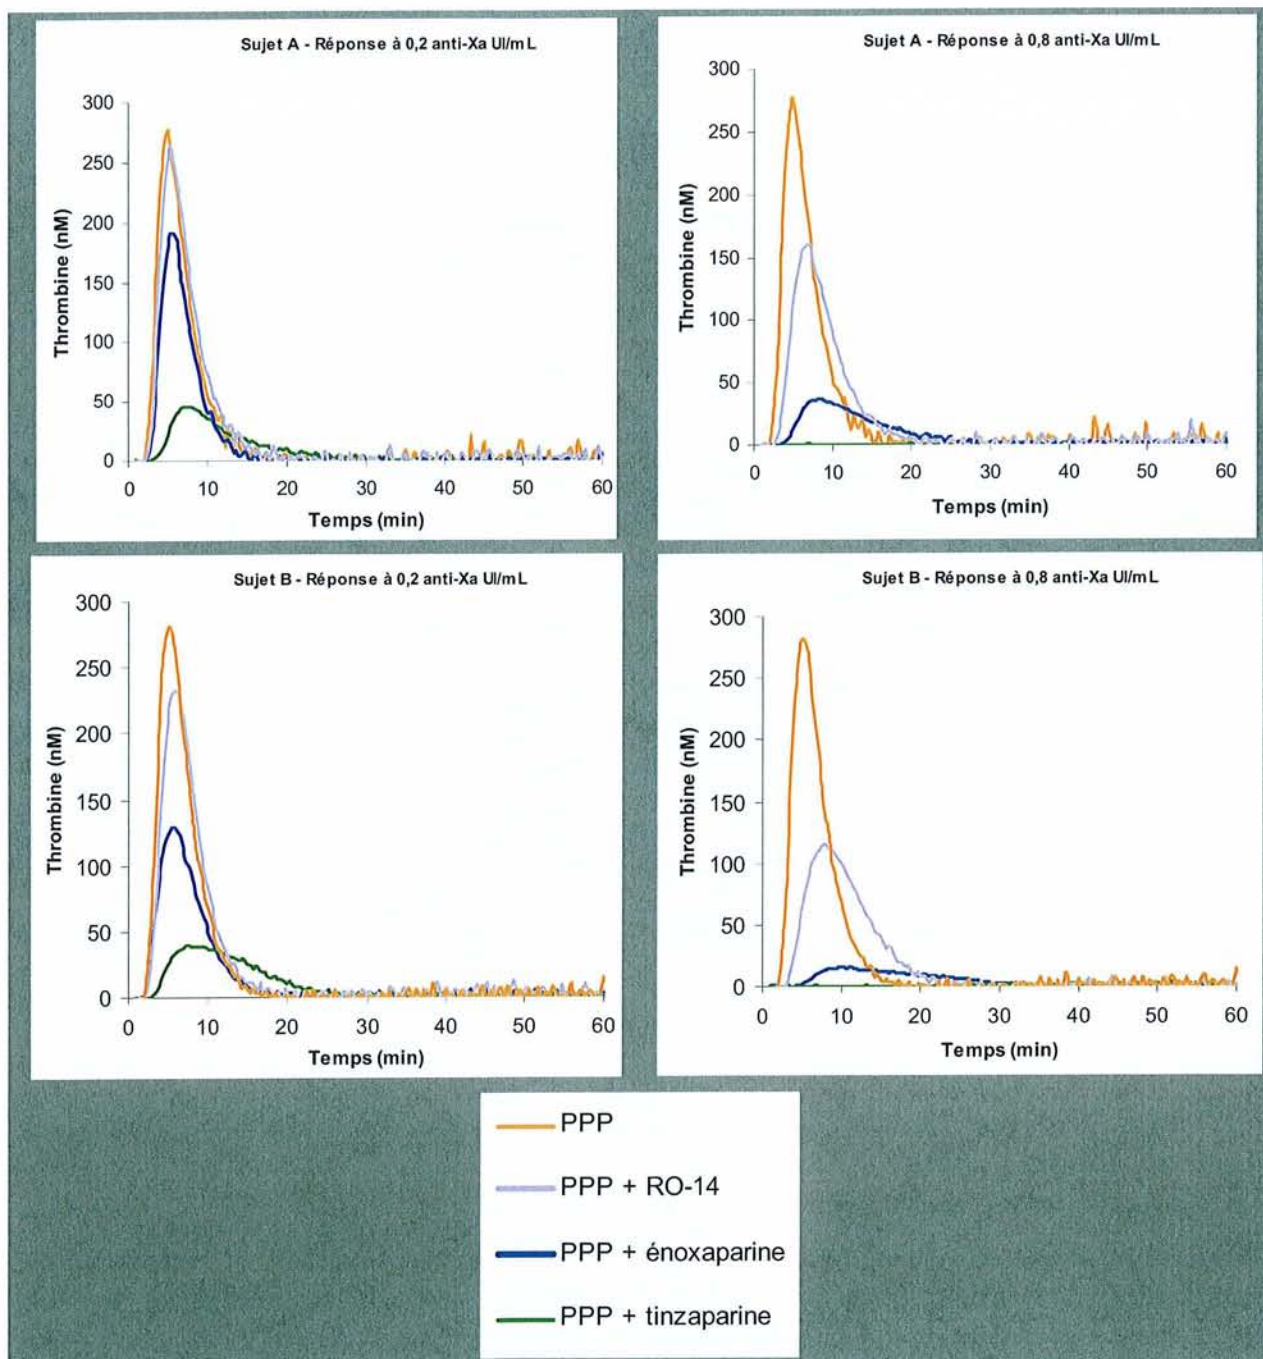 Sujet A - Réponse à 0,2 anti-Xa UI/mL
300
250
200
150
100
50
0
Thrombine (nM)
0 10 20 30 40 50 60
Temps (min)
Sujet A - Réponse à 0,8 anti-Xa UI/mL
300
250
200
150
100
50
0
Thrombine (nM)
0 10 20 30 40 50 60
Temps (min)
Sujet B - Réponse à 0,2 anti-Xa UI/mL
300
250
200
150
100
50
0
Thrombine (nM)
0 10 20 30 40 50 60
Temps (min)
Sujet B - Réponse à 0,8 anti-Xa UI/mL
300
250
200
150
100
50
0
Thrombine (nM)
0 10 20 30 40 50 60
Temps (min)
PPP
PPP + RO-14
PPP + énoxaparine
PPP + tinzaparine